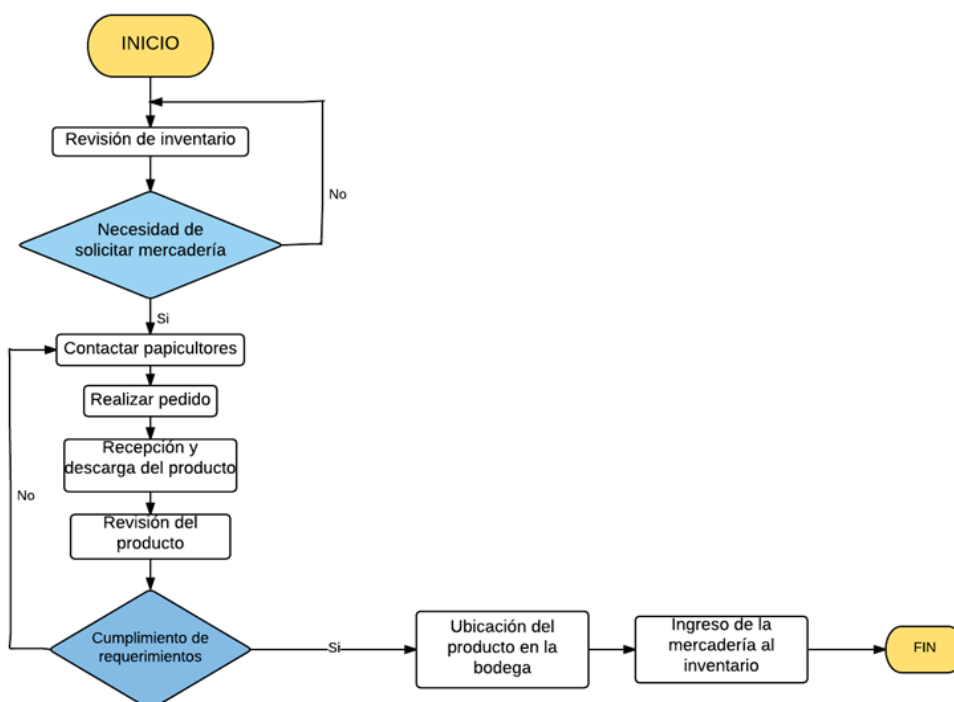 INICIO
Revisión de inventario
No
Necesidad de
solicitar mercadería
Si
Contactar papicultores
Realizar pedido
Recepción y
descarga del producto
No
Revisión del
producto
Cumplimiento de
requerimientos
Si
Ubicación del
producto en la
bodega
Ingreso de la
mercadería al
inventario
FIN